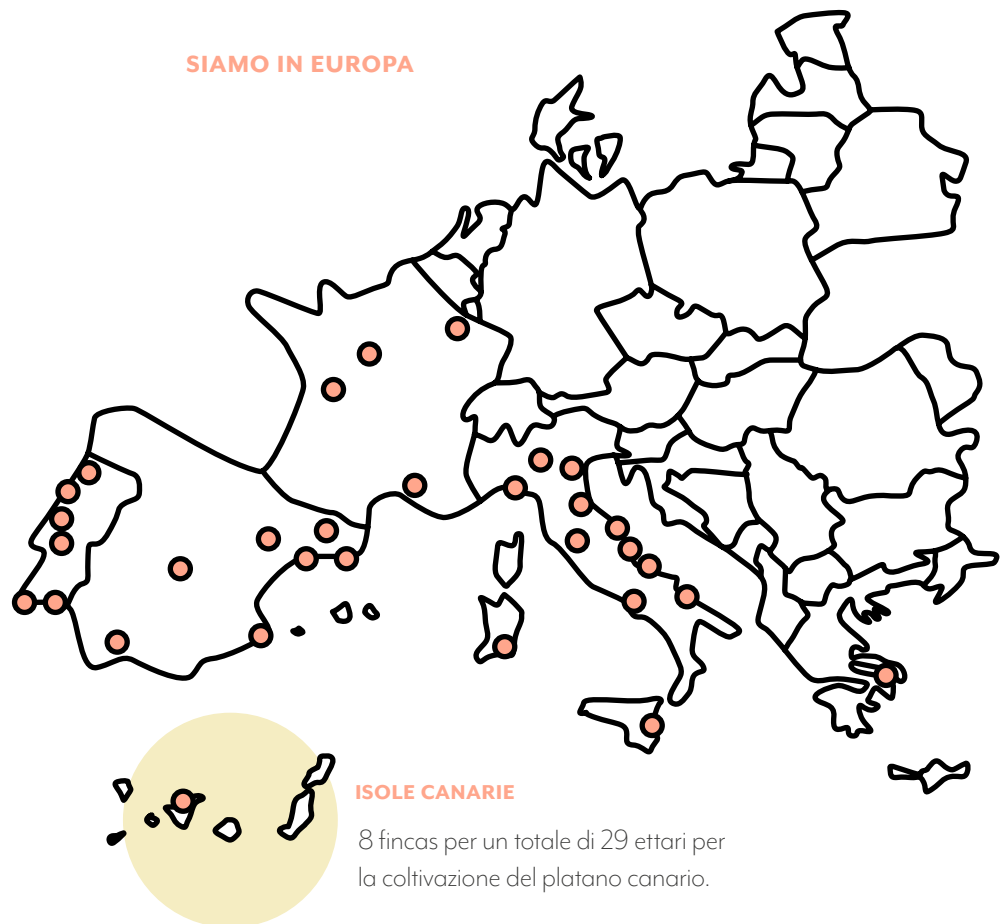 SIAMO IN EUROPA
ISOLE CANARIE
8 fincas per un totale di 29 ettari per
la coltivazione del platano canario.